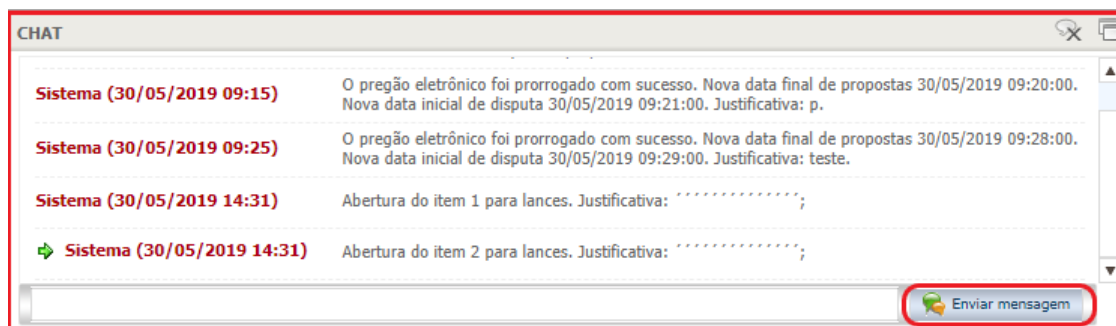 CHAT
Sistema (30/05/2019 09:15)
O pregão eletrônico foi prorrogado com sucesso. Nova data final de propostas 30/05/2019 09:20:00.
Nova data inicial de disputa 30/05/2019 09:21:00. Justificativa: p.
Sistema (30/05/2019 09:25)
O pregão eletrônico foi prorrogado com sucesso. Nova data final de propostas 30/05/2019 09:28:00.
Nova data inicial de disputa 30/05/2019 09:29:00. Justificativa: teste.
Sistema (30/05/2019 14:31)
Abertura do item 1 para lances. Justificativa: ´´´´´´´´´´´´´´;
Sistema (30/05/2019 14:31)
Abertura do item 2 para lances. Justificativa: ´´´´´´´´´´´´´´;
Enviar mensagem